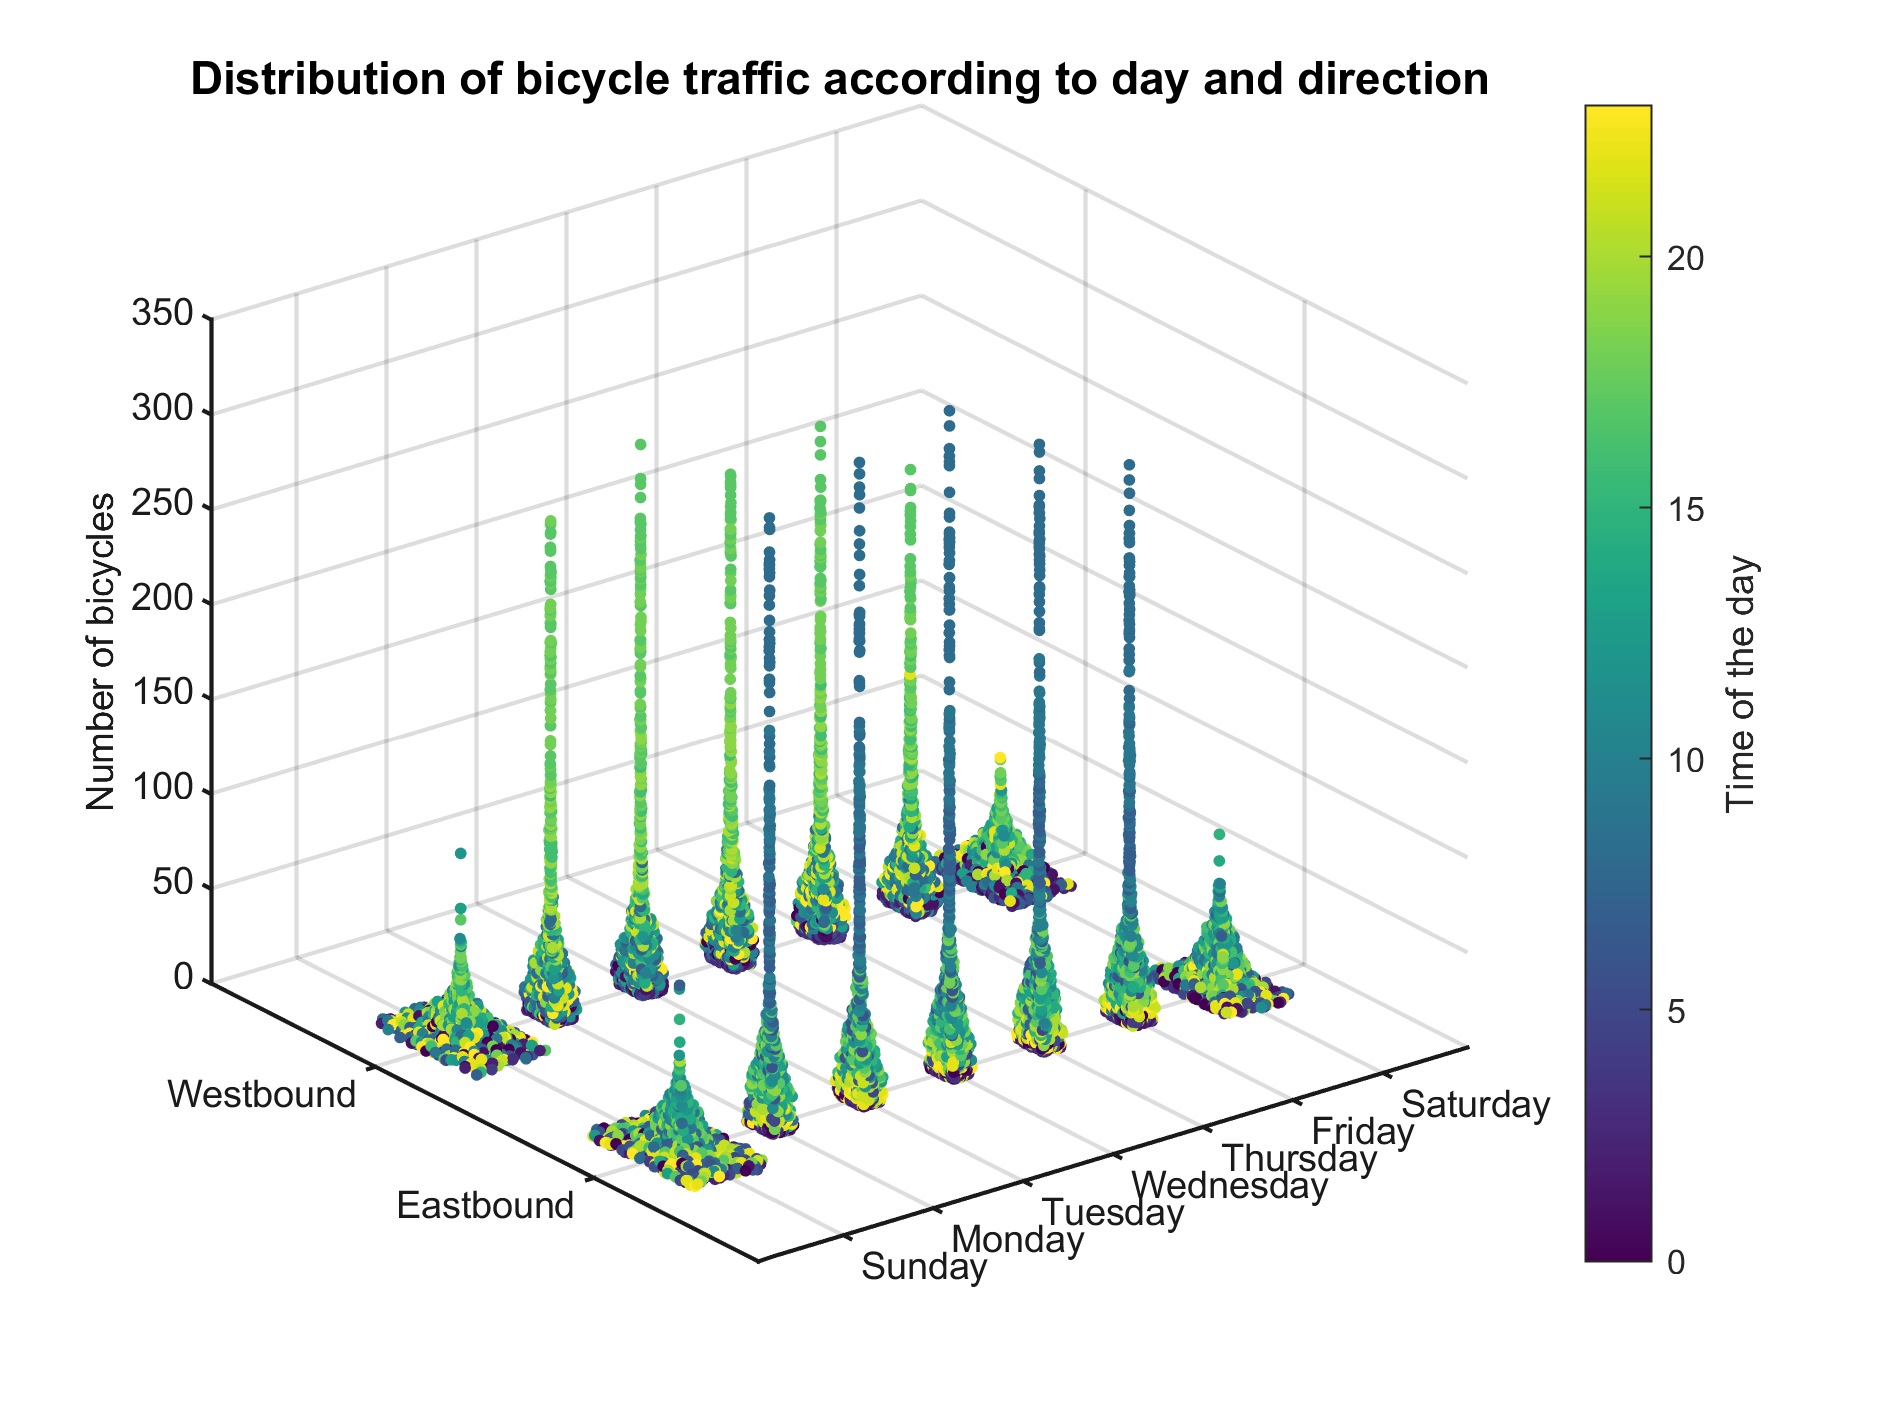 Distribution of bicycle traffic according to day and direction
350
300
250
200
150
100
50
0
Number of bicycles
Westbound
Eastbound
Sunday
Monday
Tuesday
Wednesday
Thursday
Friday
Saturday
20
15
10
5
0
Time of the day